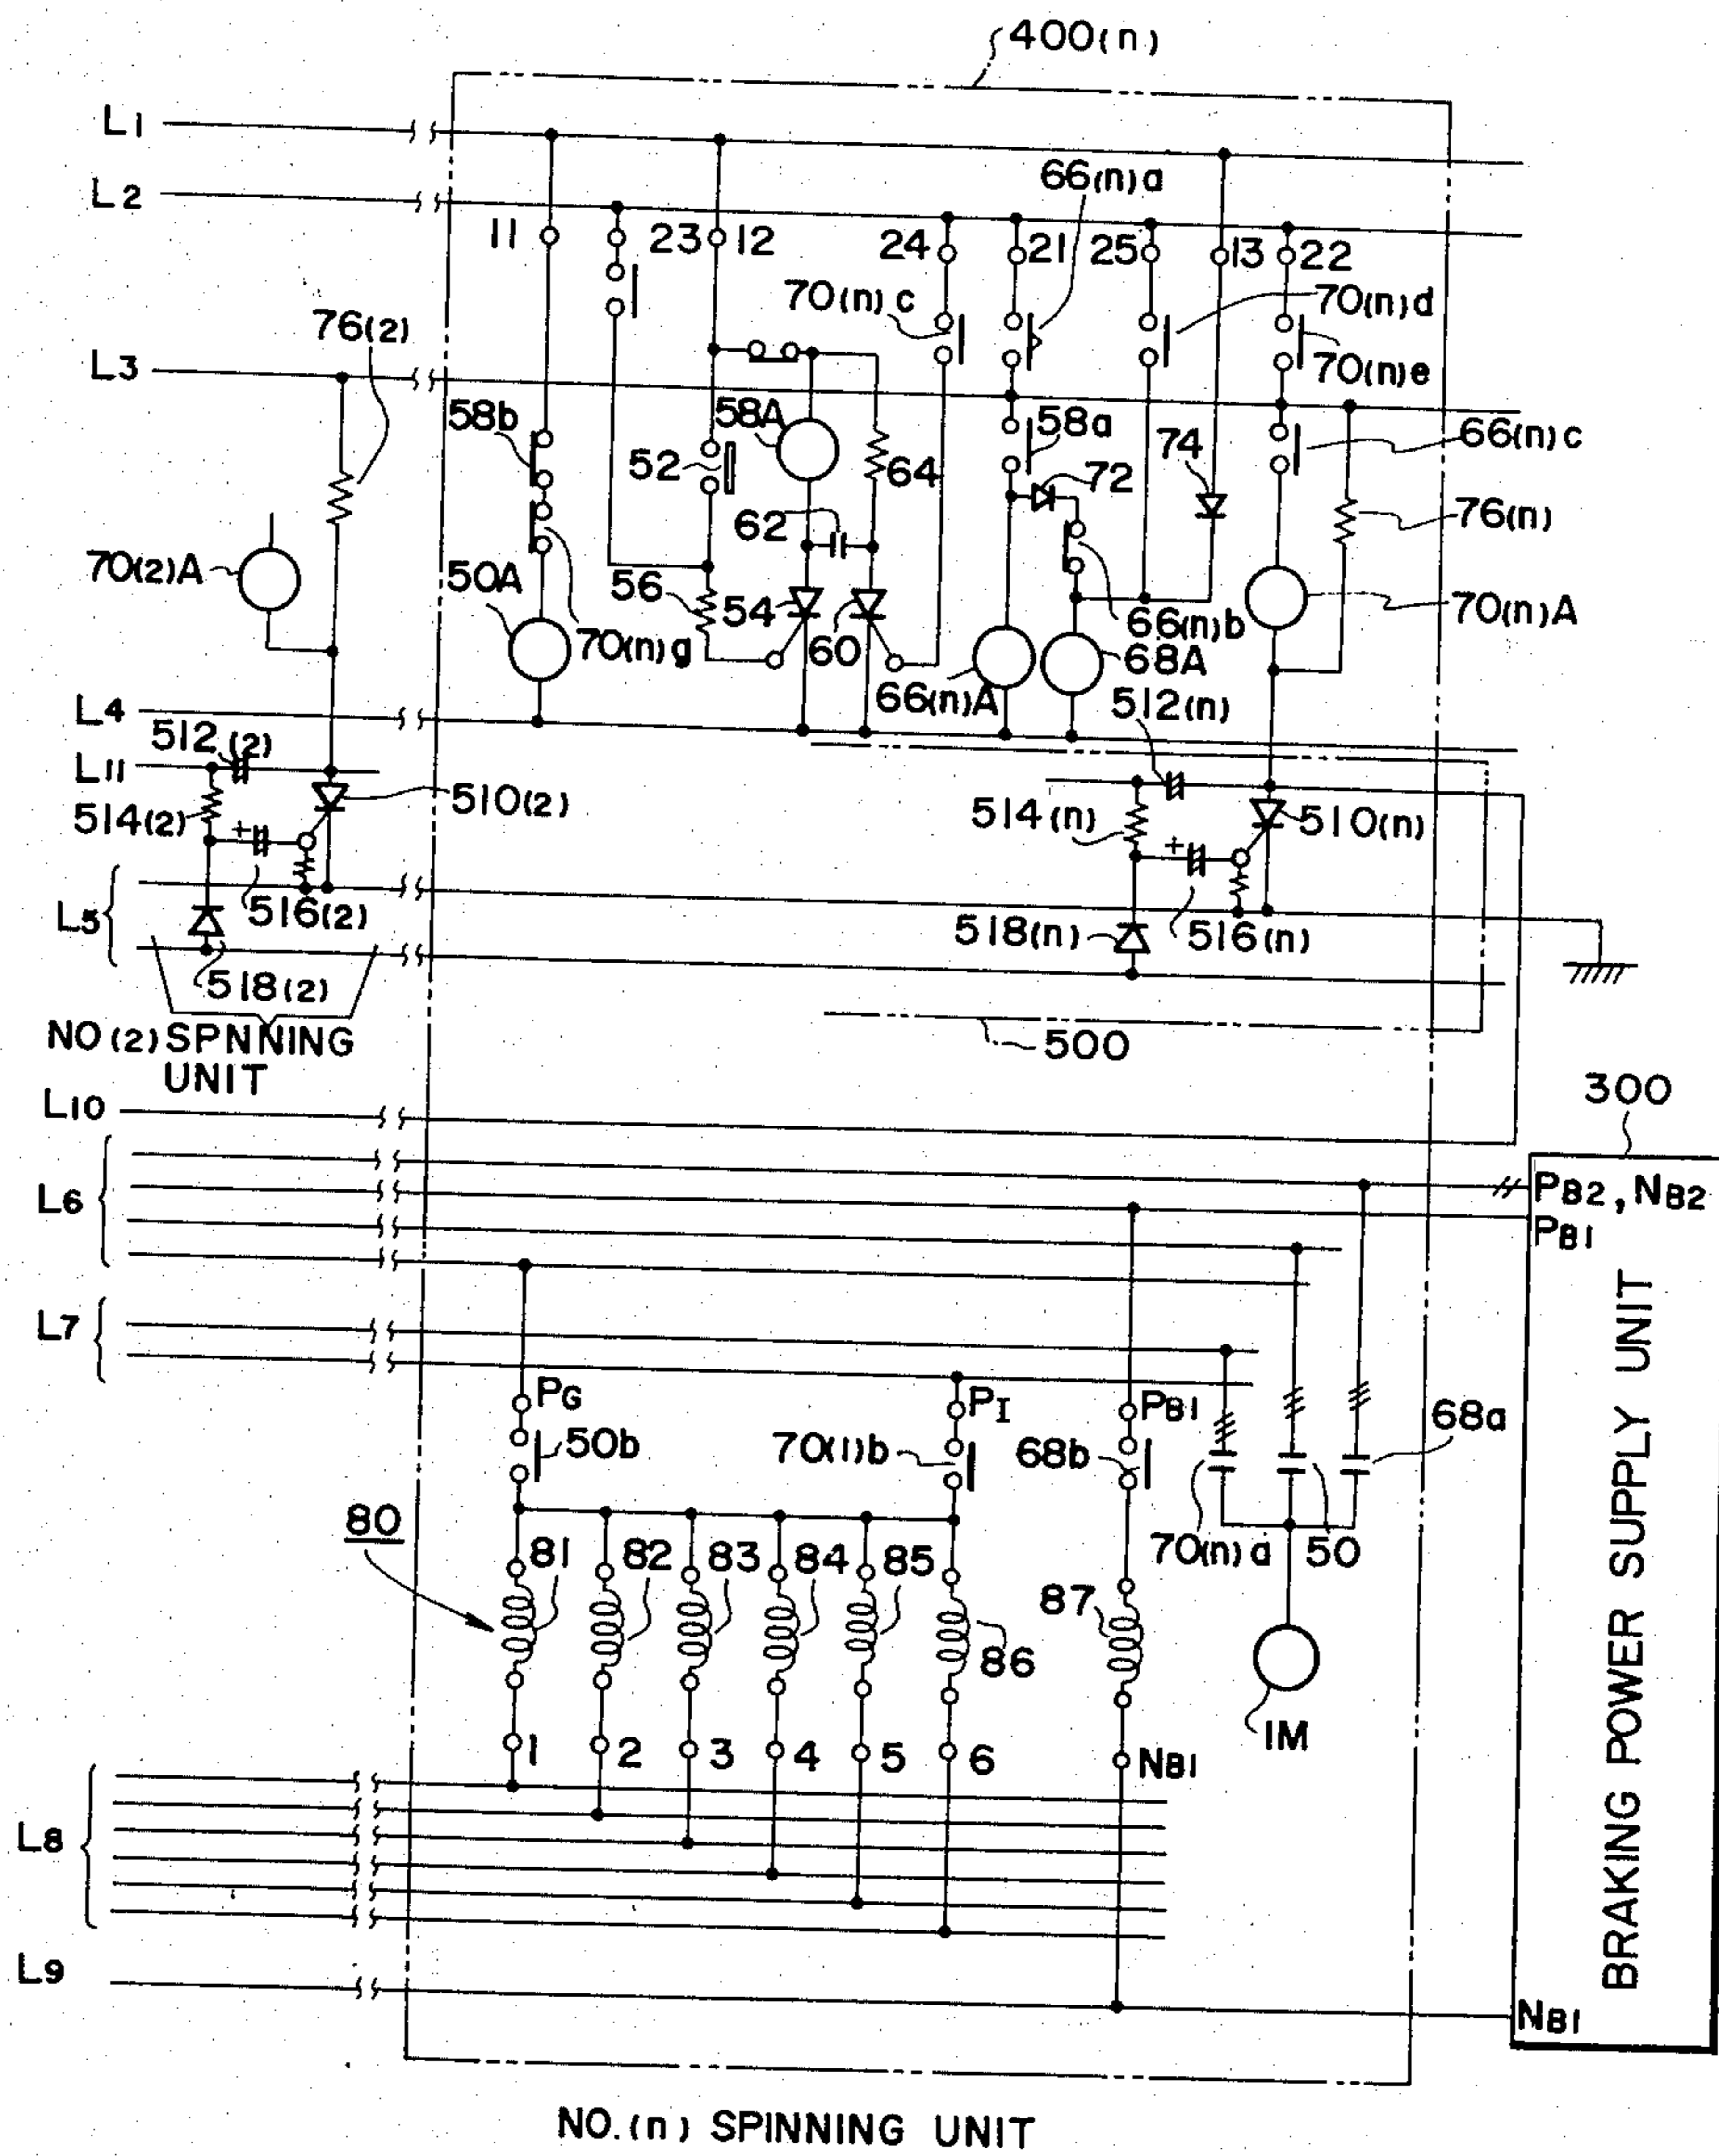 400(n)
L1
L2
66(n)a
11
23
12
24
21
25
13
22
70(n)c
70(n)d
76(2)
L3
70(n)e
58b
58A
58a
74
66(n)c
52
64
72
62
76(n)
70(2)A
50A
56
54
60
66(n)b
70(n)A
70(n)g
68A
66(n)A
L4
512(n)
512(2)
L11
510(2)
514(n)
510(n)
514(2)
+
+
L5
516(2)
518(n)
516(n)
518(2)
NO(2)SPNNING
UNIT
500
L10
300
L6
PB2, NB2
PB1
L7
PG
PI
PB1
68a
50b
70(1)b
68b
80
70(n)a
50
81
82
83
84
85
87
86
IM
1
2
3
4
5
6
NB1
L8
BRAKING POWER SUPPLY UNIT
L9
NB1
NO.(n) SPINNING UNIT